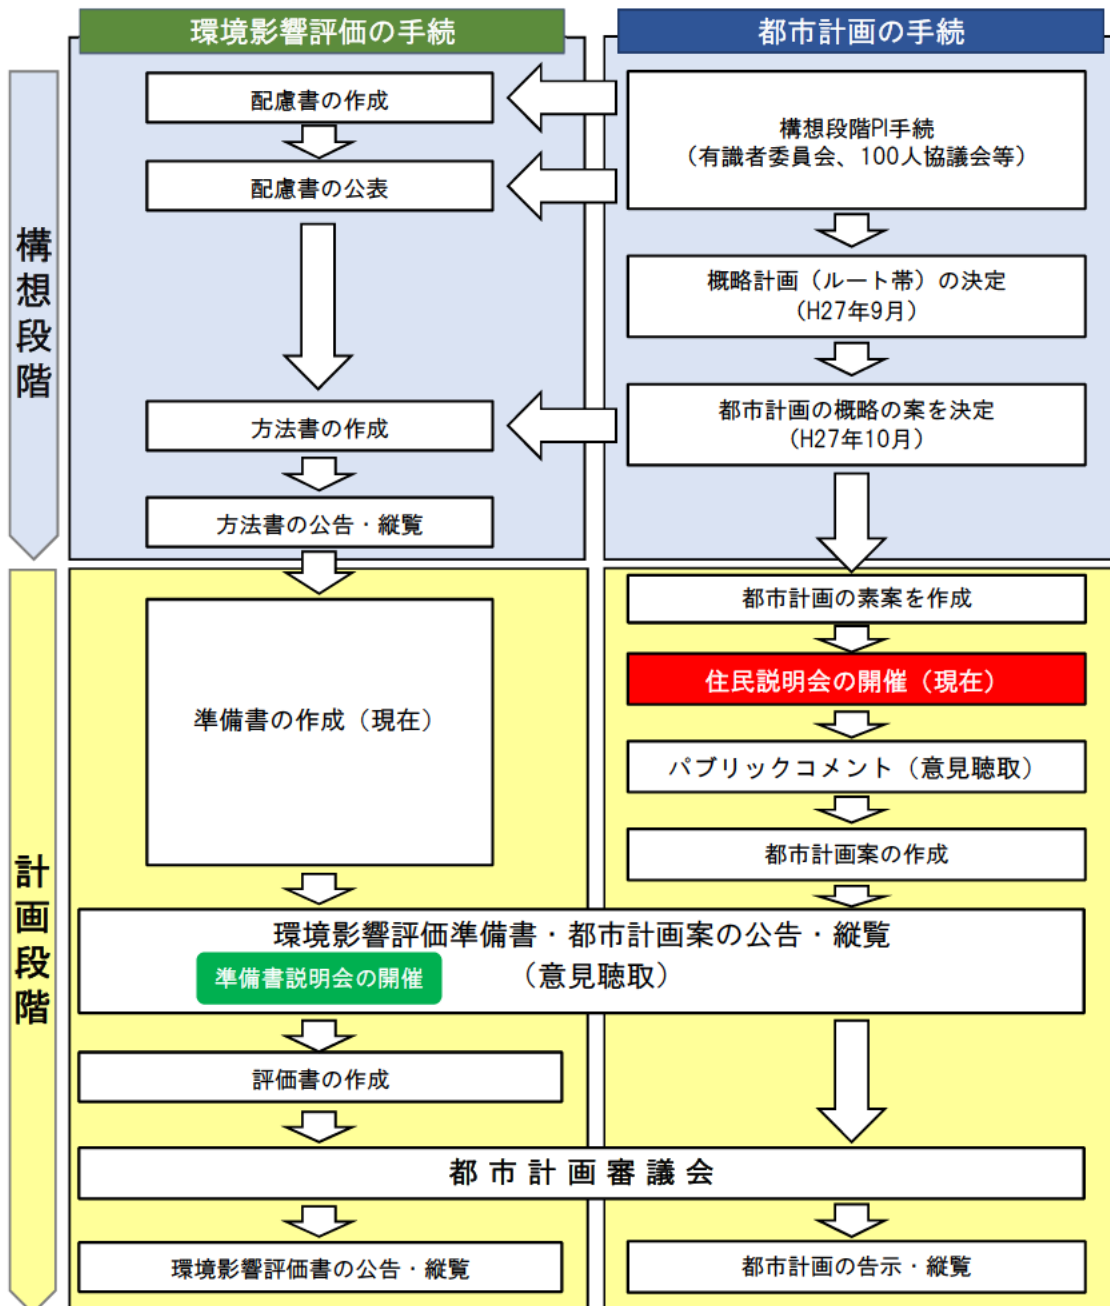 環境影響評価の手続
都市計画の手続
構想段階
配慮書の作成
配慮書の公表
方法書の作成
方法書の公告・縦覧
構想段階PI手続
（有識者委員会、100人協議会等）
概略計画（ルート帯）の決定
（H27年9月）
都市計画の概略の案を決定
（H27年10月）
計画段階
準備書の作成（現在）
都市計画の素案を作成
住民説明会の開催（現在）
パブリックコメント（意見聴取）
都市計画案の作成
環境影響評価準備書・都市計画案の公告・縦覧
準備書説明会の開催
（意見聴取）
評価書の作成
都市計画審議会
環境影響評価書の公告・縦覧
都市計画の告示・縦覧